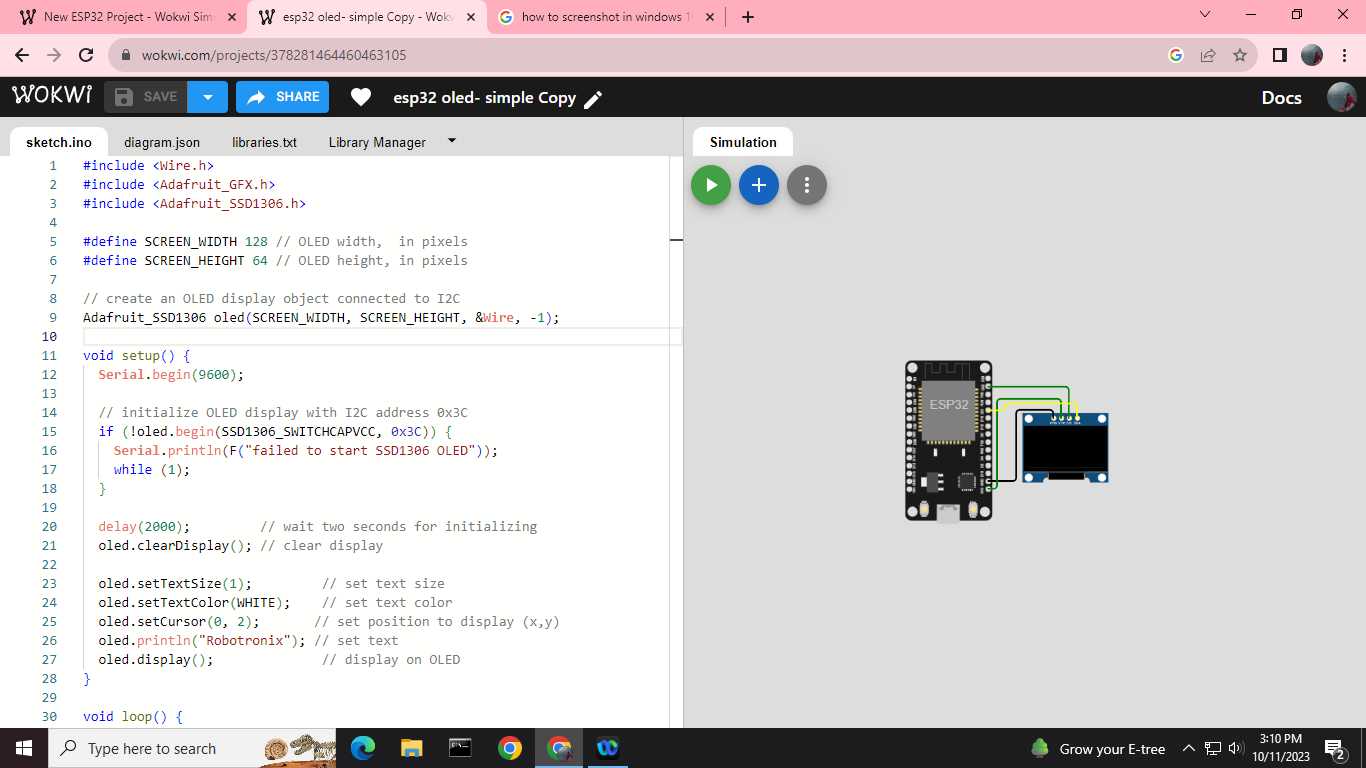 New ESP32 Project - Wokwi Sim
esp32 oled- simple Copy - Wokw
how to screenshot in windows 1
wokwi.com/projects/378281464460463105
WOKWI
SAVE
SHARE
esp32 oled- simple Copy
Docs
sketch.ino
diagram.json
libraries.txt
Library Manager
Simulation
1 #include <Wire.h>
2 #include <Adafruit_GFX.h>
3 #include <Adafruit_SSD1306.h>
4
5 #define SCREEN_WIDTH 128 // OLED width,  in pixels
6 #define SCREEN_HEIGHT 64 // OLED height, in pixels
7
8 // create an OLED display object connected to I2C
9 Adafruit_SSD1306 oled(SCREEN_WIDTH, SCREEN_HEIGHT, &Wire, -1);
10
11 void setup() {
12   Serial.begin(9600);
13
14   // initialize OLED display with I2C address 0x3C
15   if (!oled.begin(SSD1306_SWITCHCAPVCC, 0x3C)) {
16     Serial.println(F("failed to start SSD1306 OLED"));
17     while (1);
18   }
19
20   delay(2000);         // wait two seconds for initializing
21   oled.clearDisplay(); // clear display
22
23   oled.setTextSize(1);         // set text size
24   oled.setTextColor(WHITE);    // set text color
25   oled.setCursor(0, 2);       // set position to display (x,y)
26   oled.println("Robotronix"); // set text
27   oled.display();              // display on OLED
28 }
29
30 void loop() {
ESP32
Type here to search
Grow your E-tree
3:10 PM
10/11/2023
2